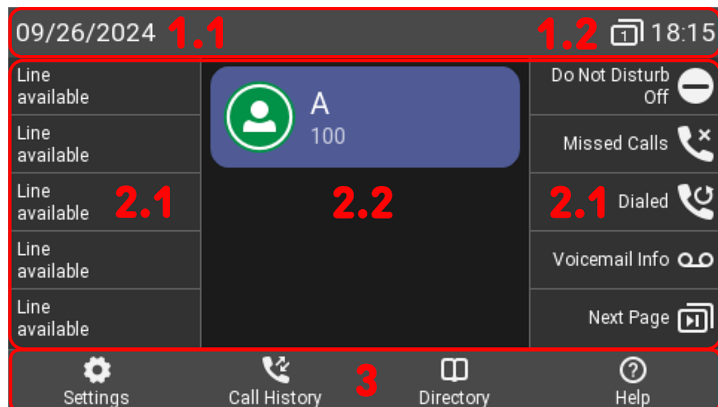 09/26/2024 1.1 1.2 1 18:15
Line
available
Line
available
Line
available
Line
available
Line
available
2.1
A
100
2.2
Do Not Disturb
Off
Missed Calls
2.1 Dialed
Voicemail Info
Next Page
Settings
Call History
3
Directory
Help